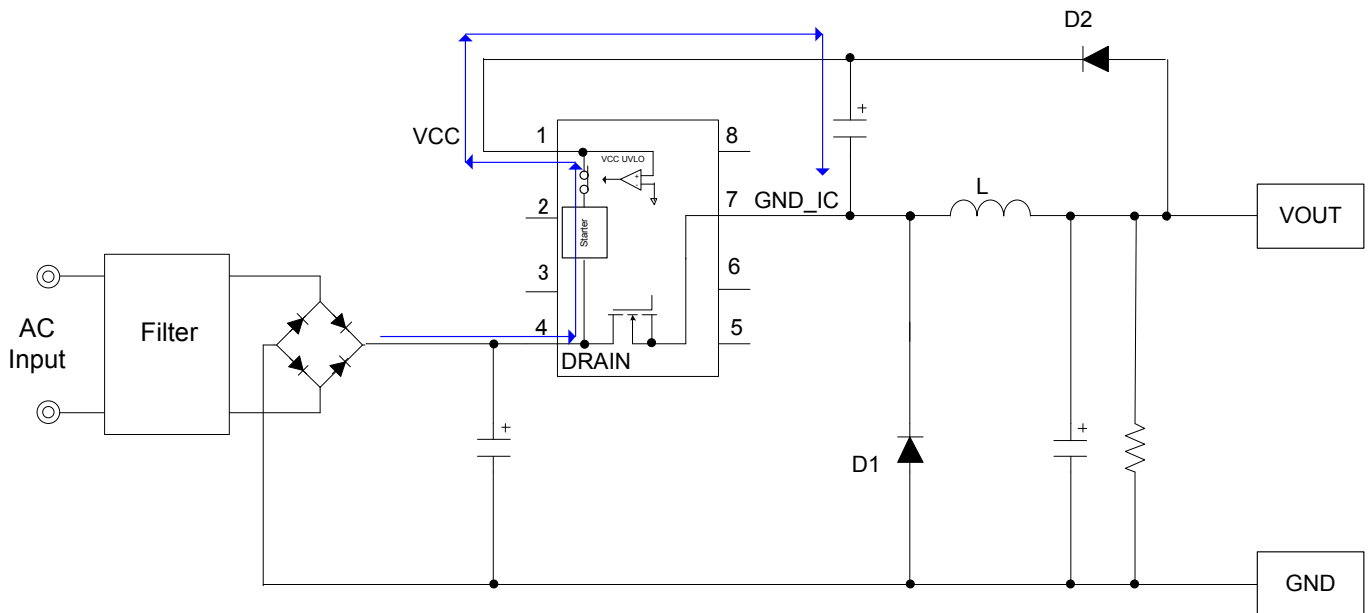 D2
VCC
1
8
VCC UVLO
+
-
+
2
Starter
7
GND_IC
L
VOUT
3
6
AC
Input
Filter
4
5
DRAIN
+
D1
+
GND